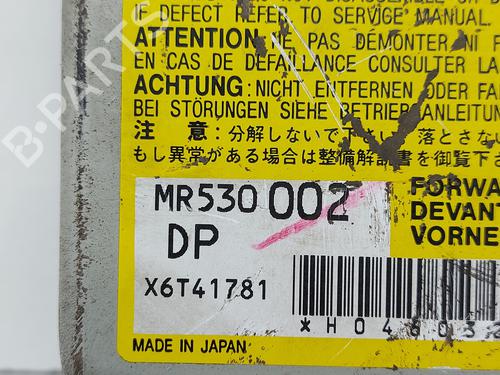 IF DEFECT REFER TO SERVICE MANUAL.
ATTENTION NE PAS DÉMONTER NI
EN CAS DE DÉFAILLANCE CONSULTER LA
ACHTUNG: NICHT ENTFERNEN ODER
BEI STÖRUNGEN SIEHE BETRIEBSANLEITUNG
注 意: 分解しないで下さい。落とさない
もし異常がある場合は整備解説書を御覧下さ
MR530 002
FORWA
DP
DEVANT
VORNE
X6T41781
MADE IN JAPAN
B-PARTS